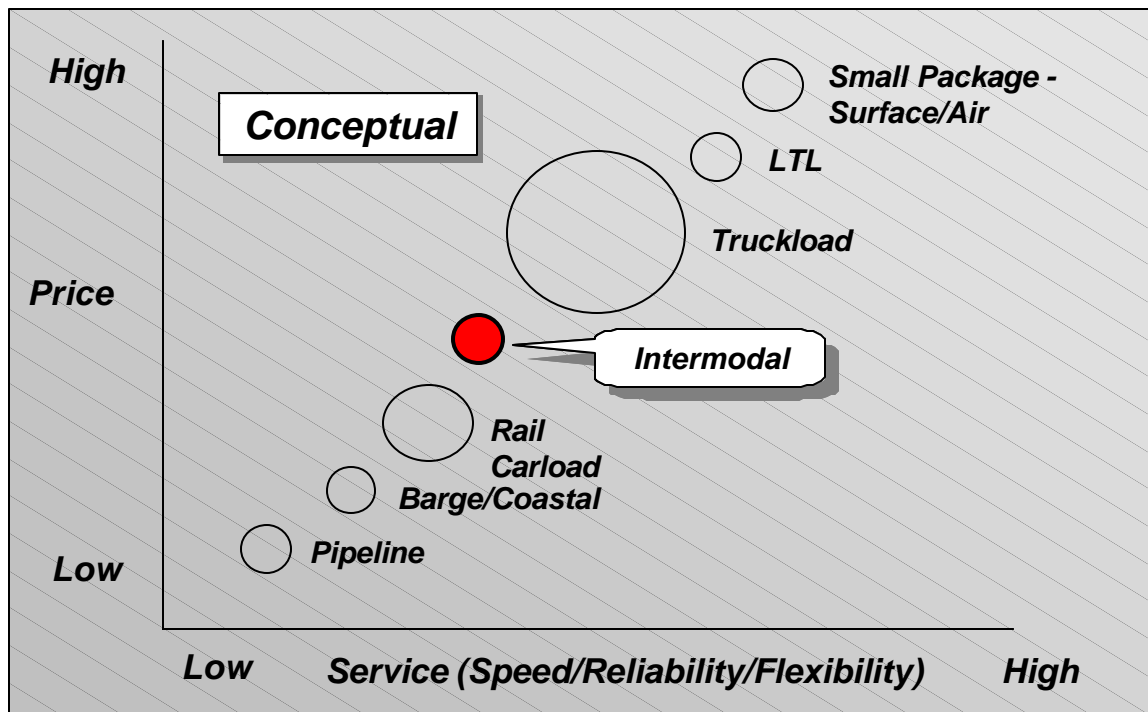 High
Conceptual
Small Package -
Surface/Air
LTL
Truckload
Price
Intermodal
Rail
Carload
Barge/Coastal
Pipeline
Low
Low
Service (Speed/Reliability/Flexibility)
High